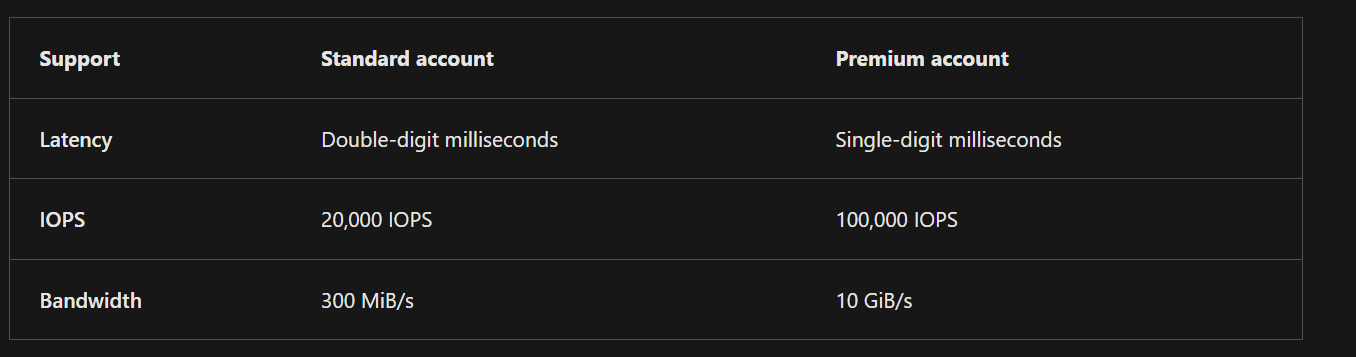 Support Standard account Premium account
Latency Double-digit milliseconds Single-digit milliseconds
IOPS 20,000 IOPS 100,000 IOPS
Bandwidth 300 MiB/s 10 GiB/s